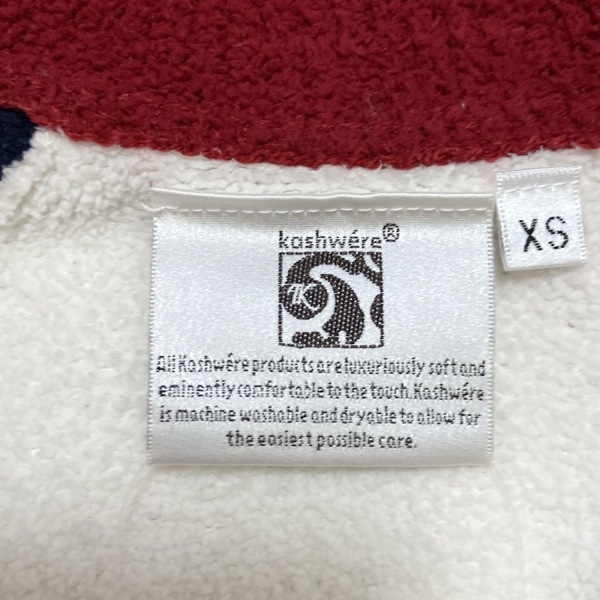 kashwére®
XS
All Kashwére products are luxuriously soft and
eminently comfortable to the touch. Kashwére
is machine washable and dryable to allow for
the easiest possible care.